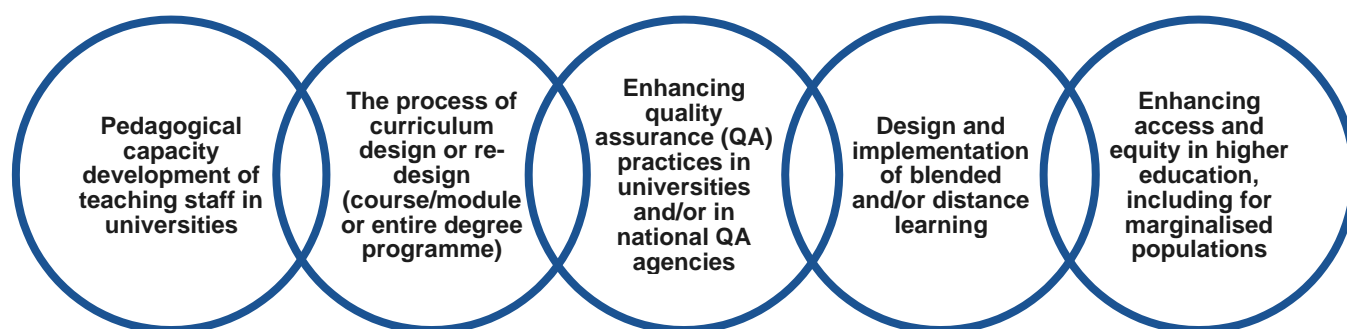 Pedagogical
capacity
development of
teaching staff in
universities
The process of
curriculum
design or re-
design
(course/module
or entire degree
programme)
Enhancing
quality
assurance (QA)
practices in
universities
and/or in
national QA
agencies
Design and
implementation
of blended
and/or distance
learning
Enhancing
access and
equity in higher
education,
including for
marginalised
populations